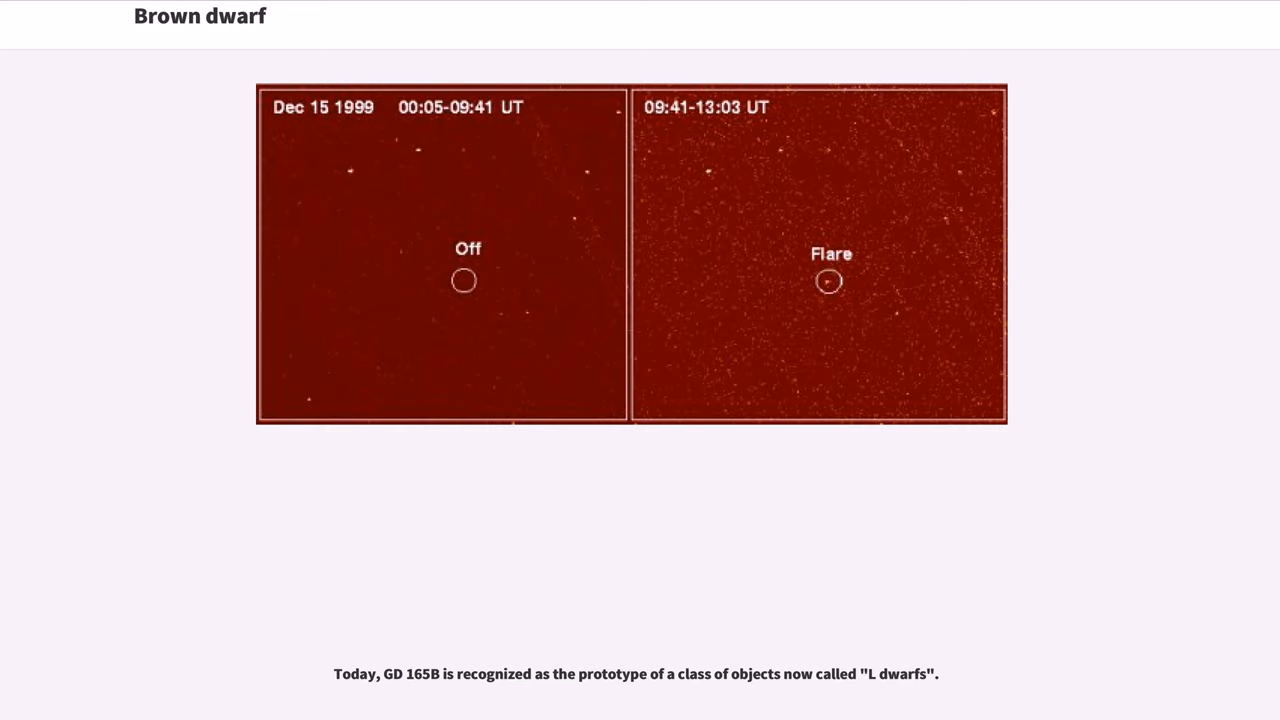 Brown dwarf
Dec 15 1999 00:05-09:41 UT
09:41-13:03 UT
Off
Flare
Today, GD 165B is recognized as the prototype of a class of objects now called "L dwarfs".